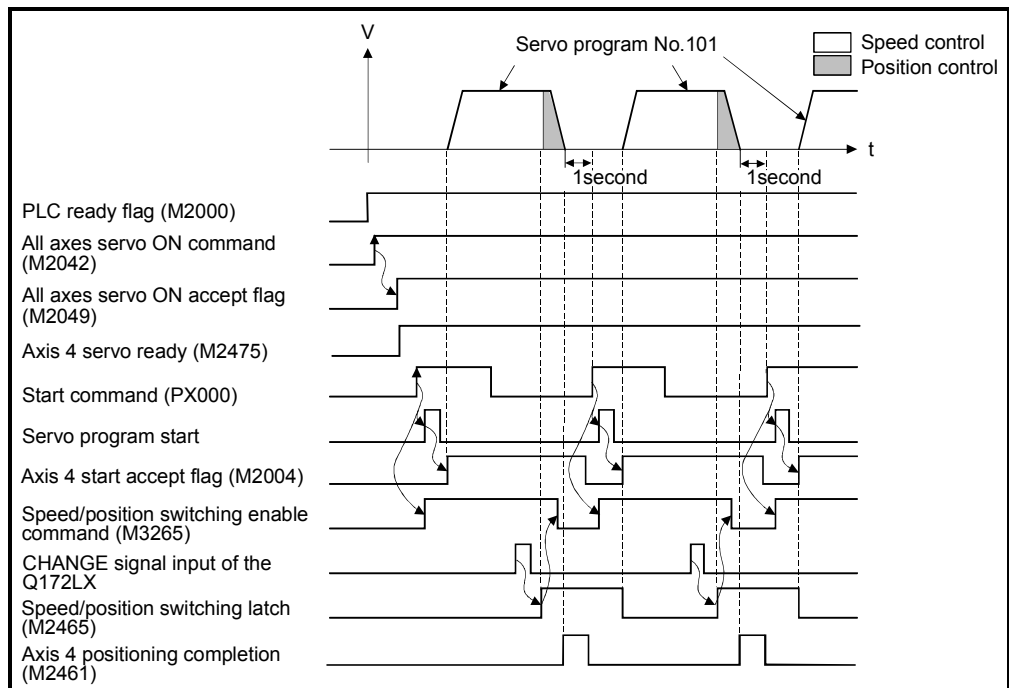 V
Servo program No.101
Speed control
Position control
t
1second
1second
PLC ready flag (M2000)
All axes servo ON command
(M2042)
All axes servo ON accept flag
(M2049)
Axis 4 servo ready (M2475)
Start command (PX000)
Servo program start
Axis 4 start accept flag (M2004)
Speed/position switching enable
command (M3265)
CHANGE signal input of the
Q172LX
Speed/position switching latch
(M2465)
Axis 4 positioning completion
(M2461)